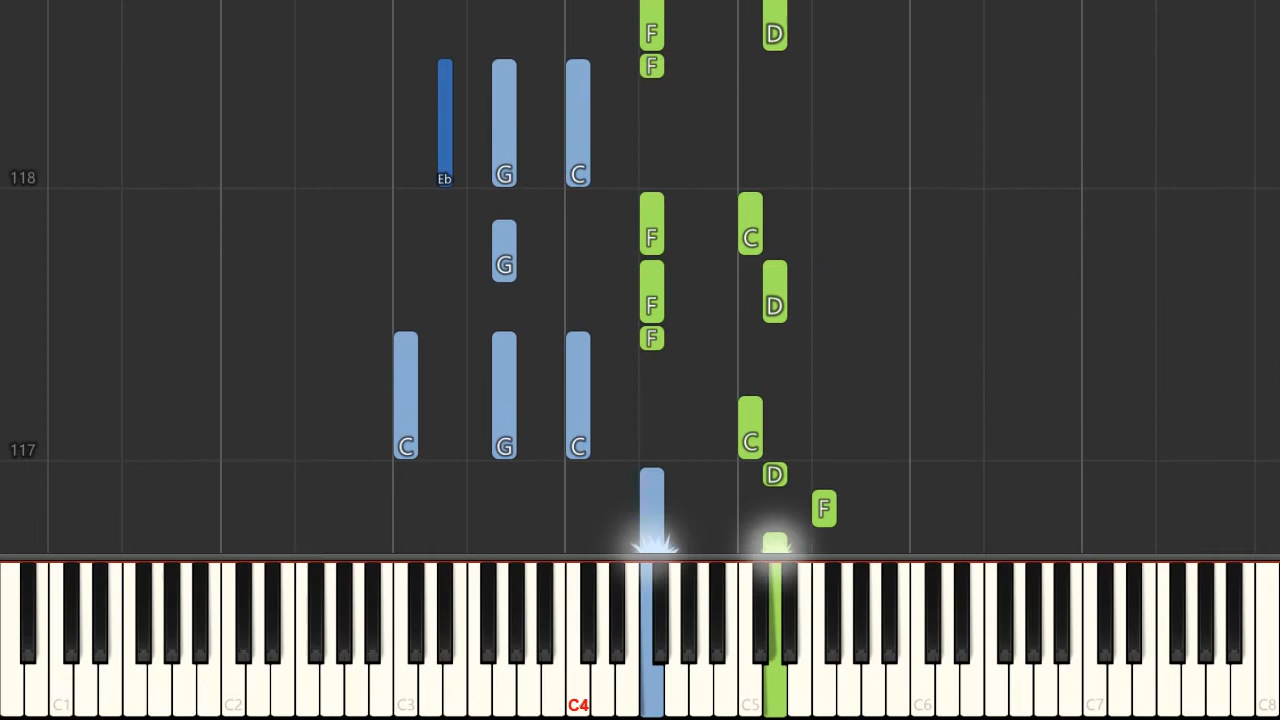 F D
F
118 Eb G C
F C
G
F D
F
C
117 C G C
D
F
C1 C2 C3 C4 C5 C6 C7 C8